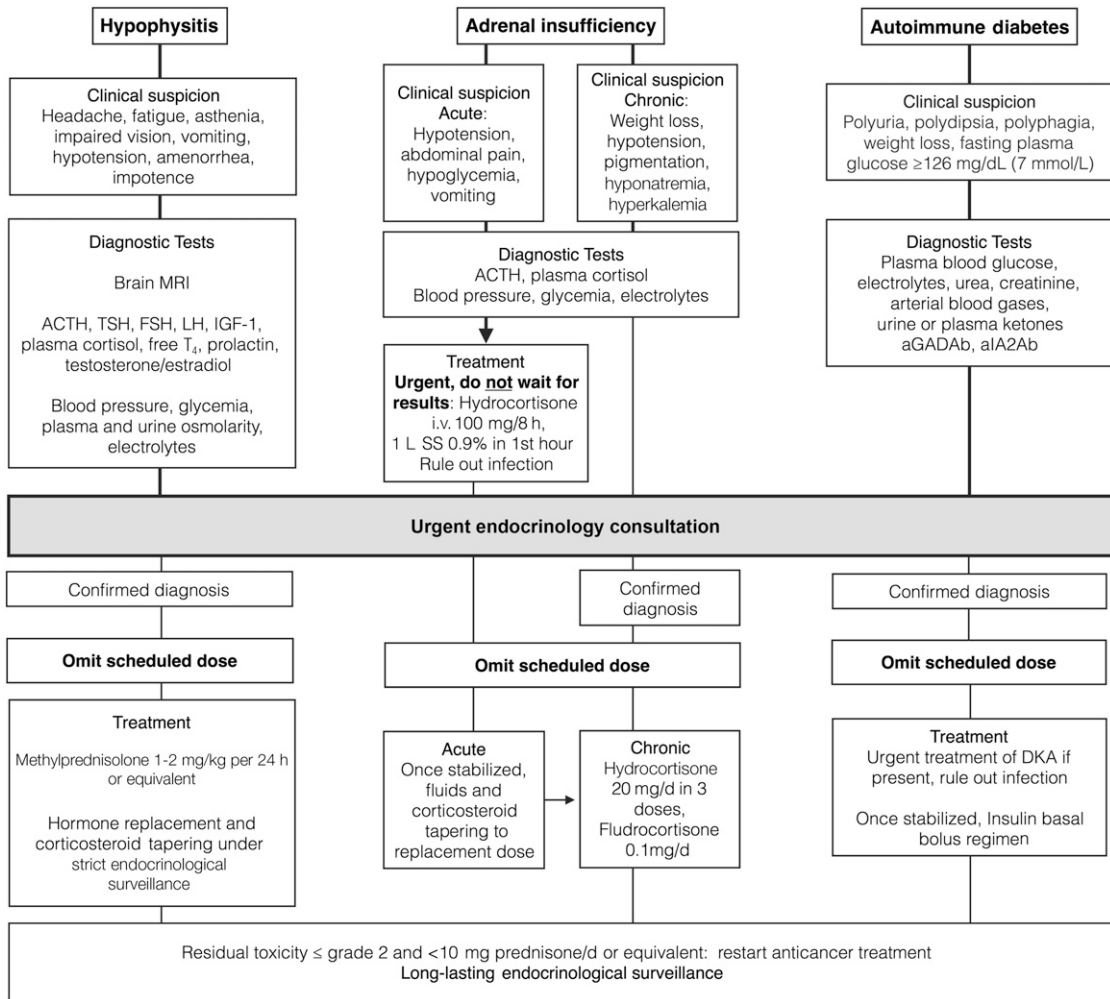 Hypophysitis
Clinical suspicion
Headache, fatigue, asthenia,
impaired vision, vomiting,
hypotension, amenorrhea,
impotence
Diagnostic Tests
Brain MRI
ACTH, TSH, FSH, LH, IGF-1,
plasma cortisol, free T₄, prolactin,
testosterone/estradiol
Blood pressure, glycemia,
plasma and urine osmolarity,
electrolytes
Adrenal insufficiency
Clinical suspicion
Acute:
Hypotension,
abdominal pain,
hypoglycemia,
vomiting
Clinical suspicion
Chronic:
Weight loss,
hypotension,
pigmentation,
hyponatremia,
hyperkalemia
Diagnostic Tests
ACTH, plasma cortisol
Blood pressure, glycemia, electrolytes
Treatment
Urgent, do not wait for
results: Hydrocortisone
i.v. 100 mg/8 h,
1 L SS 0.9% in 1st hour
Rule out infection
Autoimmune diabetes
Clinical suspicion
Polyuria, polydipsia, polyphagia,
weight loss, fasting plasma
glucose ≥126 mg/dL (7 mmol/L)
Diagnostic Tests
Plasma blood glucose,
electrolytes, urea, creatinine,
arterial blood gases,
urine or plasma ketones
aGADAb, aIA2Ab
Urgent endocrinology consultation
Confirmed diagnosis
Omit scheduled dose
Treatment
Methylprednisolone 1-2 mg/kg per 24 h
or equivalent
Hormone replacement and
corticosteroid tapering under
strict endocrinological
surveillance
Confirmed
diagnosis
Omit scheduled dose
Acute
Once stabilized,
fluids and
corticosteroid
tapering to
replacement dose
Chronic
Hydrocortisone
20 mg/d in 3
doses,
Fludrocortisone
0.1mg/d
Confirmed diagnosis
Omit scheduled dose
Treatment
Urgent treatment of DKA if
present, rule out infection
Once stabilized, Insulin basal
bolus regimen
Residual toxicity ≤ grade 2 and <10 mg prednisone/d or equivalent: restart anticancer treatment
Long-lasting endocrinological surveillance